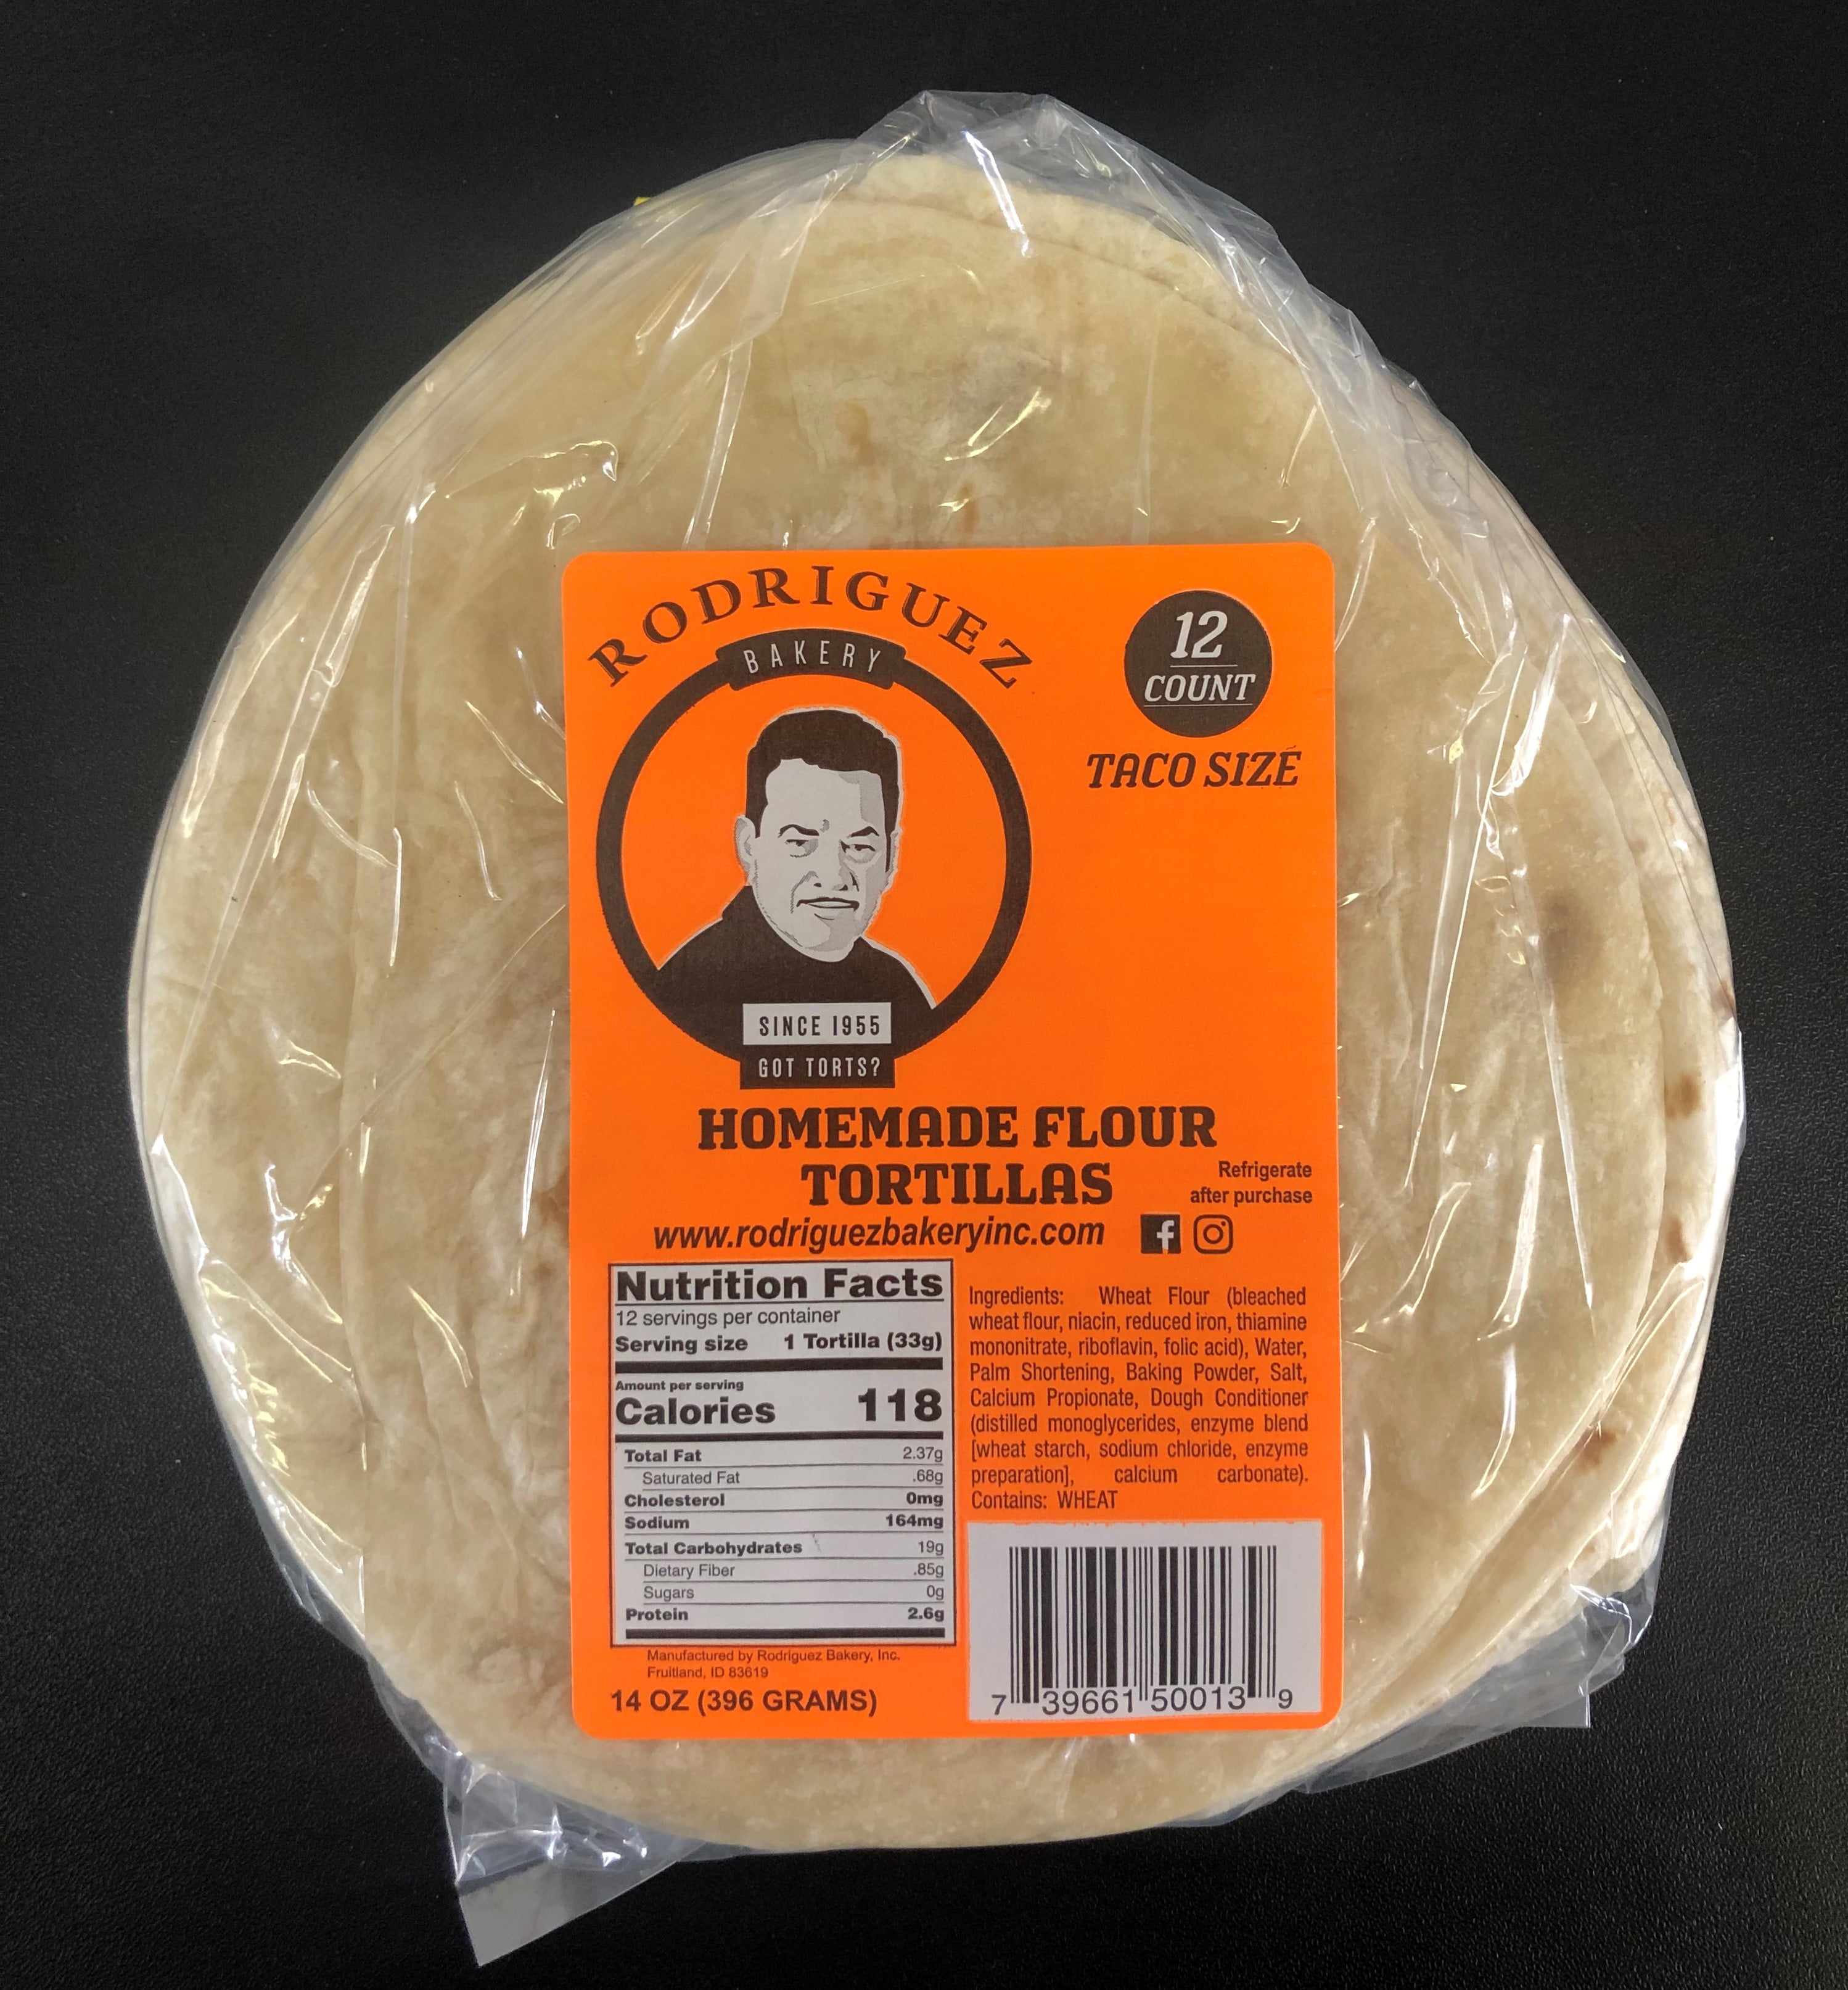 RODRIGUEZ
BAKERY
12
COUNT
TACO SIZE
SINCE 1955
GOT TORTS?
HOMEMADE FLOUR
TORTILLAS
Refrigerate
after purchase
www.rodriguezbakeryinc.com
Nutrition Facts
12 servings per container
Serving size 1 Tortilla (33g)
Amount per serving
Calories 118
Total Fat 2.37g
Saturated Fat .68g
Cholesterol 0mg
Sodium 164mg
Total Carbohydrates 19g
Dietary Fiber .85g
Sugars 0g
Protein 2.6g
Manufactured by Rodriguez Bakery, Inc.
Fruitland, ID 83619
14 OZ (396 GRAMS)
Ingredients: Wheat Flour (bleached
wheat flour, niacin, reduced iron, thiamine
mononitrate, riboflavin, folic acid), Water,
Palm Shortening, Baking Powder, Salt,
Calcium Propionate, Dough Conditioner
(distilled monoglycerides, enzyme blend
[wheat starch, sodium chloride, enzyme
preparation], calcium carbonate).
Contains: WHEAT
7 39661 50013 9